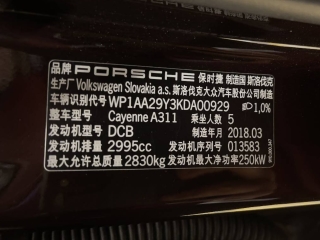 品牌 PORSCHE 保时捷 制造国 斯洛伐克
生产厂 Volkswagen Slovakia a.s. 斯洛伐克大众汽车股份公司制造
车辆识别代号 WP1AA29Y3KDA00929 1,0%
整车型号 Cayenne A311 乘坐人数 5
发动机型号 DCB 制造年月 2018.03
发动机排量 2995cc 发动机序列号 013583
最大允许总质量 2830kg 发动机最大净功率 250kW